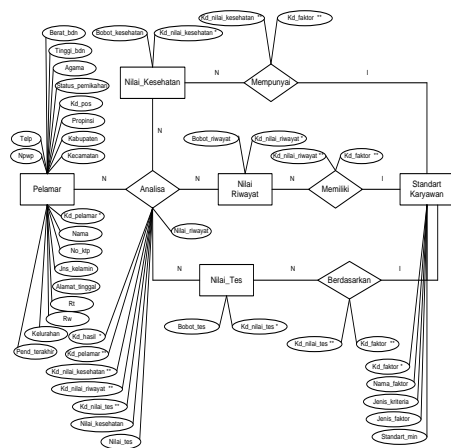 Kd_nilai_kesehatan **
Kd_faktor **
Bobot_kesehatan
Kd_nilai_kesehatan *
Berat_bdn
Tinggi_bdn
Agama
Status_pernikahan
Kd_pos
Propinsi
Kabupaten
Kecamatan
Telp
Npwp
Nilai_Kesehatan
N
Mempunyai
I
N
Bobot_riwayat
Kd_nilai_riwayat *
Kd_faktor **
Kd_nilai_riwayat **
Pelamar
N
Analisa
N
Nilai
Riwayat
N
Memiliki
I
Standart
Karyawan
Kd_pelamar *
Nama
No_ktp
Jns_kelamin
Alamat_tinggal
Rt
Rw
Kelurahan
Pend_terakhir
Nilai_riwayat
N
Nilai_Tes
N
Berdasarkan
I
Bobot_tes
Kd_nilai_tes *
Kd_nilai_tes **
Kd_faktor **
Kd_hasil *
Kd_pelamar **
Kd_nilai_kesehatan **
Kd_nilai_riwayat **
Kd_nilai_tes **
Nilai_kesehatan
Nilai_tes
Kd_faktor *
Nama_faktor
Jenis_kriteria
Jenis_faktor
Standart_min